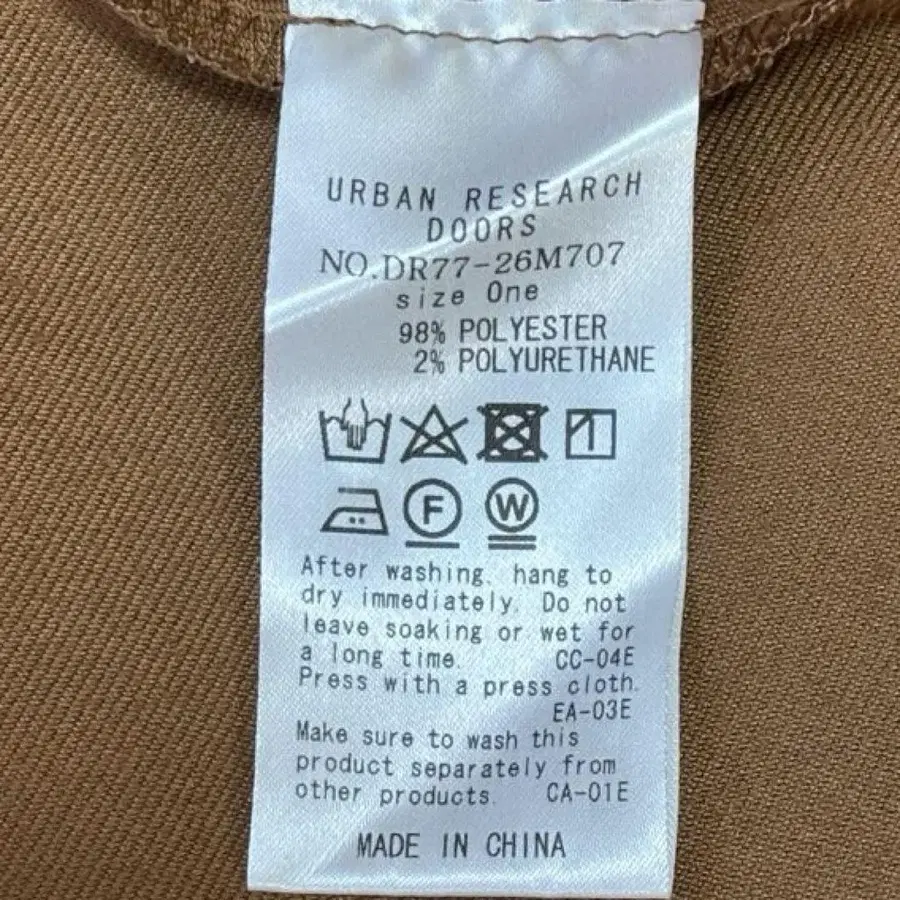 URBAN RESEARCH
DOORS
NO.DR77-26M707
size One
98% POLYESTER
2% POLYURETHANE
F W
After washing, hang to
dry immediately. Do not
leave soaking or wet for
a long time. CC-04E
Press with a press cloth.
EA-03E
Make sure to wash this
product separately from
other products. CA-01E
MADE IN CHINA